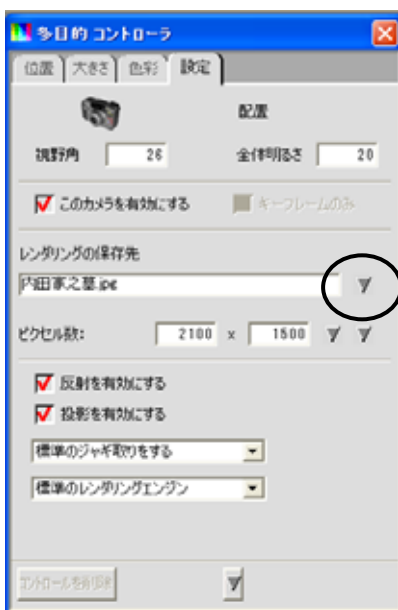 多目的 コントローラ
位置 大きさ 色彩 設定
配置
視野角 26 全体明るさ 20
このカメラを有効にする キーフレームのみ
レンダリングの保存先
内田家之墓.jpg
ピクセル数: 2100 x 1500
反射を有効にする
投影を有効にする
標準のジャギ取りをする
標準のレンダリングエンジン
コントロールを削除